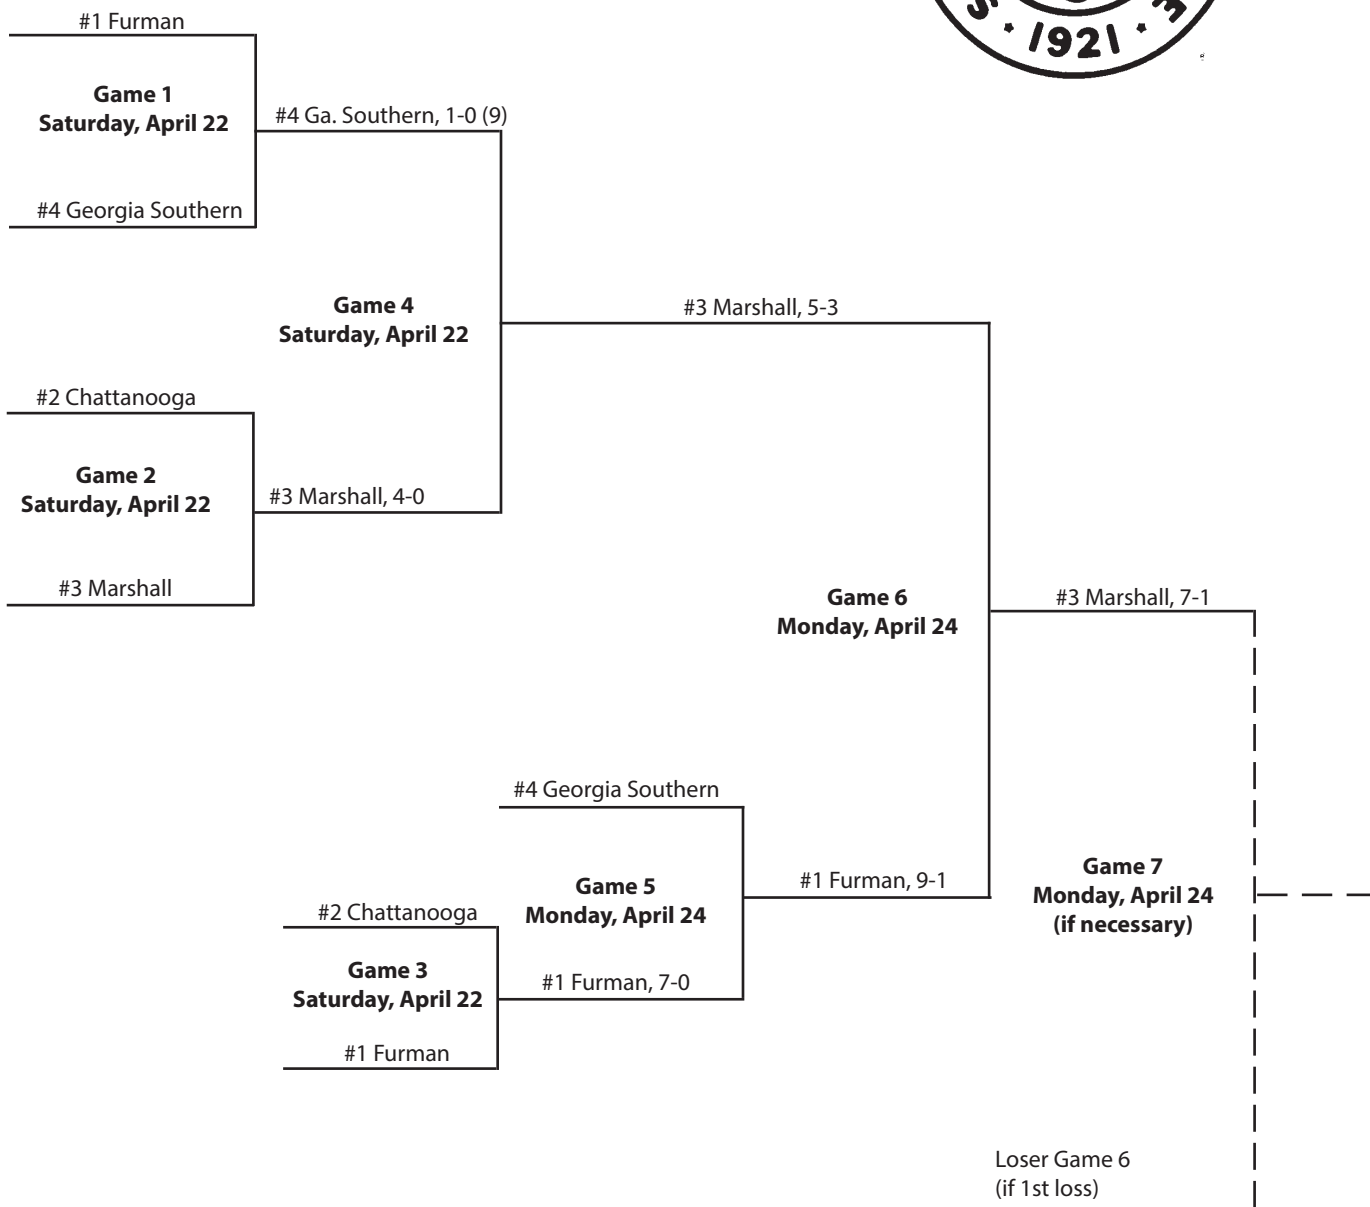 S · 1921 · E
#1 Furman
Game 1
Saturday, April 22
#4 Ga. Southern, 1-0 (9)
#4 Georgia Southern
Game 4
Saturday, April 22
#3 Marshall, 5-3
#2 Chattanooga
Game 2
Saturday, April 22
#3 Marshall, 4-0
#3 Marshall
Game 6
Monday, April 24
#3 Marshall, 7-1
#4 Georgia Southern
Game 5
Monday, April 24
#1 Furman, 9-1
Game 7
Monday, April 24
(if necessary)
#2 Chattanooga
Game 3
Saturday, April 22
#1 Furman, 7-0
#1 Furman
Loser Game 6
(if 1st loss)